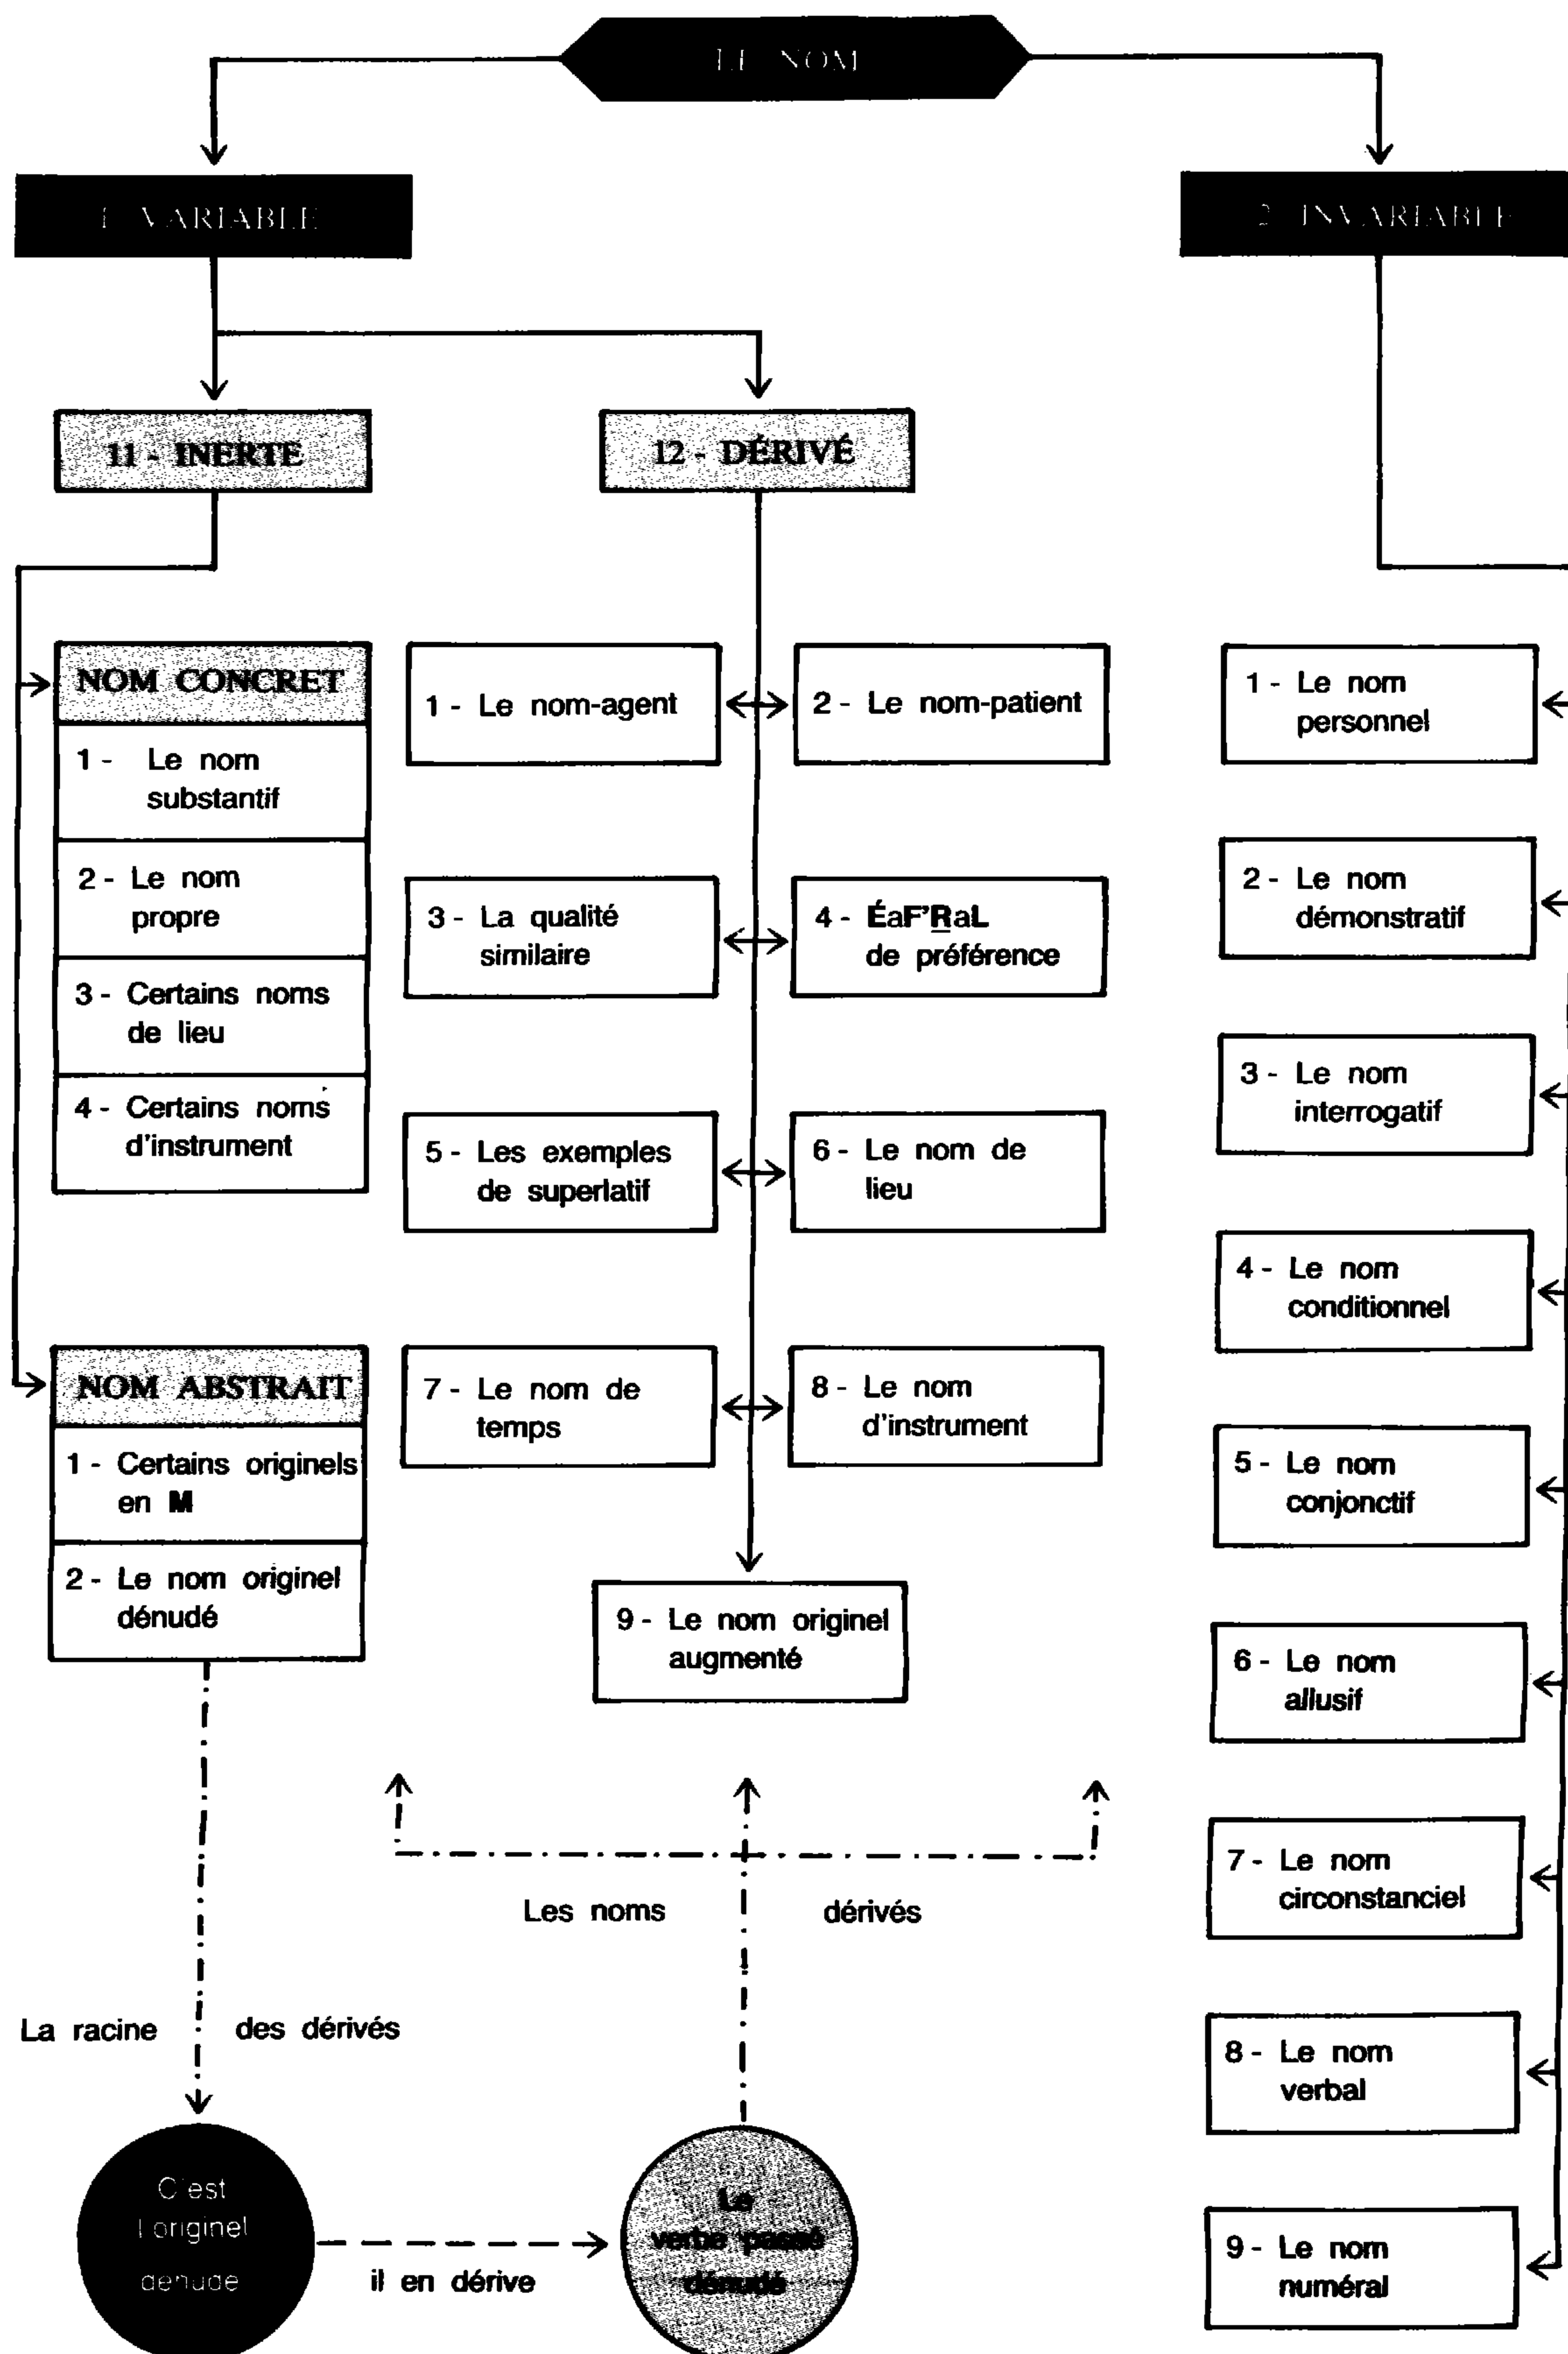 LE NOM
1 VARIABLE
2 INVARIABLE
11 - INERTE
12 - DÉRIVÉ
NOM CONCRET
1 - Le nom
substantif
2 - Le nom
propre
3 - Certains noms
de lieu
4 - Certains noms
d'instrument
NOM ABSTRAIT
1 - Certains originels
en M
2 - Le nom originel
dénudé
1 - Le nom-agent
2 - Le nom-patient
3 - La qualité
similaire
4 - ÉaF'RaL
de préférence
5 - Les exemples
de superlatif
6 - Le nom de
lieu
7 - Le nom de
temps
8 - Le nom
d'instrument
9 - Le nom originel
augmenté
1 - Le nom
personnel
2 - Le nom
démonstratif
3 - Le nom
interrogatif
4 - Le nom
conditionnel
5 - Le nom
conjonctif
6 - Le nom
allusif
7 - Le nom
circonstanciel
8 - Le nom
verbal
9 - Le nom
numéral
Les noms dérivés
La racine des dérivés
C'est
l'originel
dénudé
il en dérive
Le
verbe passé
dénudé